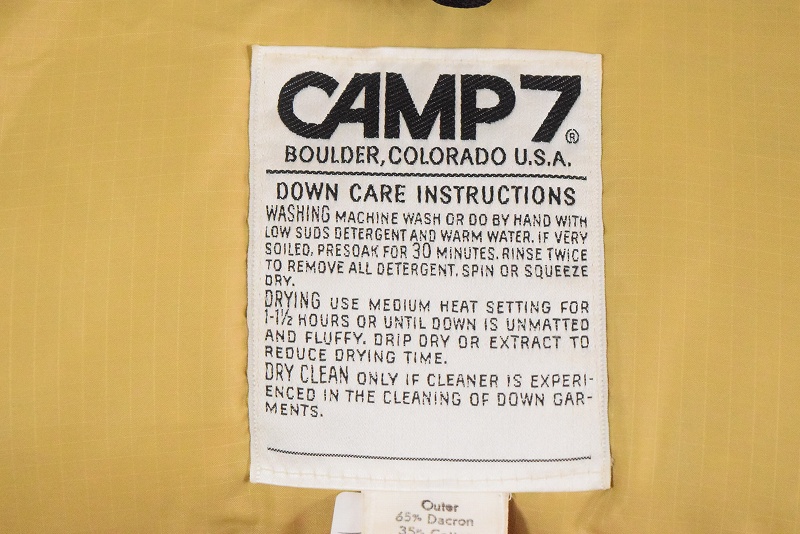 CAMP7®
BOULDER, COLORADO U.S.A.
DOWN CARE INSTRUCTIONS
WASHING MACHINE WASH OR DO BY HAND WITH
LOW SUDS DETERGENT AND WARM WATER. IF VERY
SOILED, PRESOAK FOR 30 MINUTES. RINSE TWICE
TO REMOVE ALL DETERGENT. SPIN OR SQUEEZE
DRY.
DRYING USE MEDIUM HEAT SETTING FOR
1-1½ HOURS OR UNTIL DOWN IS UNMATTED
AND FLUFFY. DRIP DRY OR EXTRACT TO
REDUCE DRYING TIME.
DRY CLEAN ONLY IF CLEANER IS EXPERI-
ENCED IN THE CLEANING OF DOWN GAR-
MENTS.
Outer
65% Dacron
35%